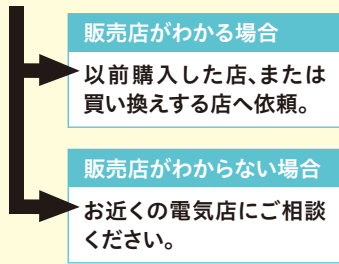 販売店がわかる場合
以前購入した店、または
買い換えする店へ依頼。
販売店がわからない場合
お近くの電気店にご相談
ください。